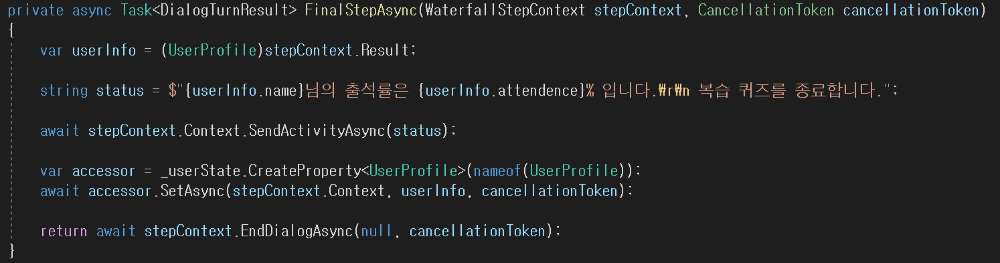 private async Task<DialogTurnResult> FinalStepAsync(WaterfallStepContext stepContext, CancellationToken cancellationToken)
{
var userInfo = (UserProfile)stepContext.Result;
string status = $"{userInfo.name}님의 출석률은 {userInfo.attendence}% 입니다.₩r₩n 복습 퀴즈를 종료합니다.";
await stepContext.Context.SendActivityAsync(status);
var accessor = _userState.CreateProperty<UserProfile>(nameof(UserProfile));
await accessor.SetAsync(stepContext.Context, userInfo, cancellationToken);
return await stepContext.EndDialogAsync(null, cancellationToken);
}